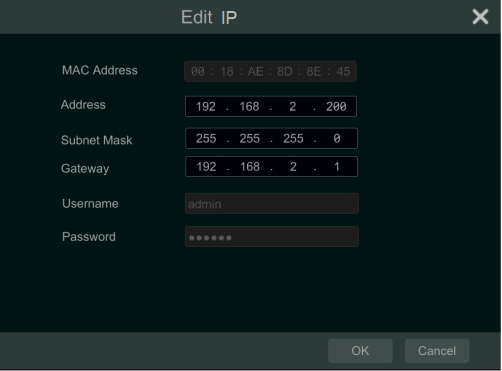 Edit IP
MAC Address 00 : 18 : AE : 8D : 8E : 45
Address 192 . 168 . 2 . 200
Subnet Mask 255 . 255 . 255 . 0
Gateway 192 . 168 . 2 . 1
Username admin
Password ●●●●●●
OK Cancel